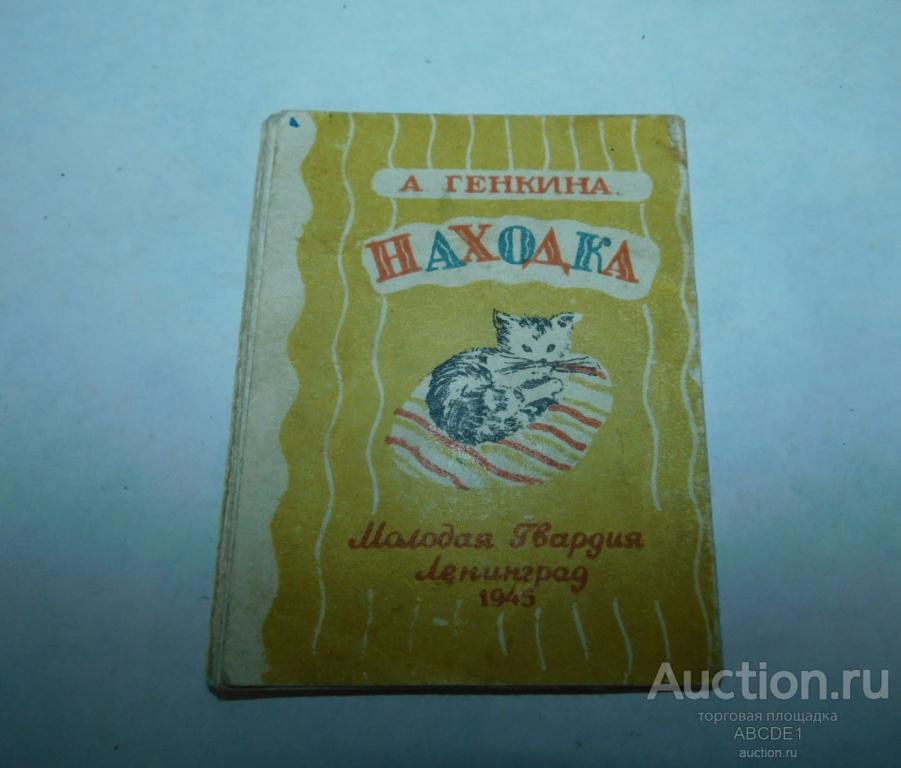 А. ГЕНКИНА.
НАХОДКА
Молодая Гвардия
Ленинград
1945
Auction.ru
торговая площадка
ABCDE1
auction.ru